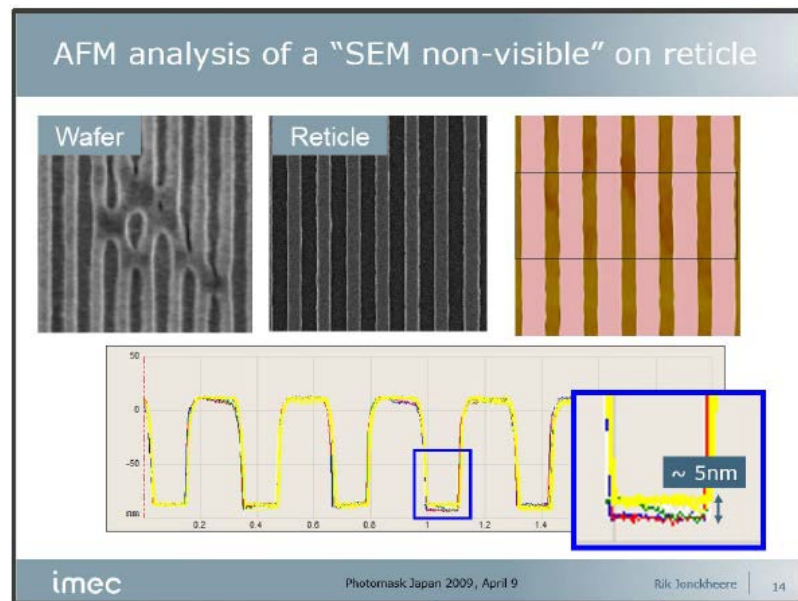 AFM analysis of a “SEM non-visible” on reticle
Wafer
Reticle
50
0
-50
nm
0.2
0.4
0.6
0.8
1
1.2
1.4
~ 5nm
imec
Photomask Japan 2009, April 9
Rik Jonckheere
14